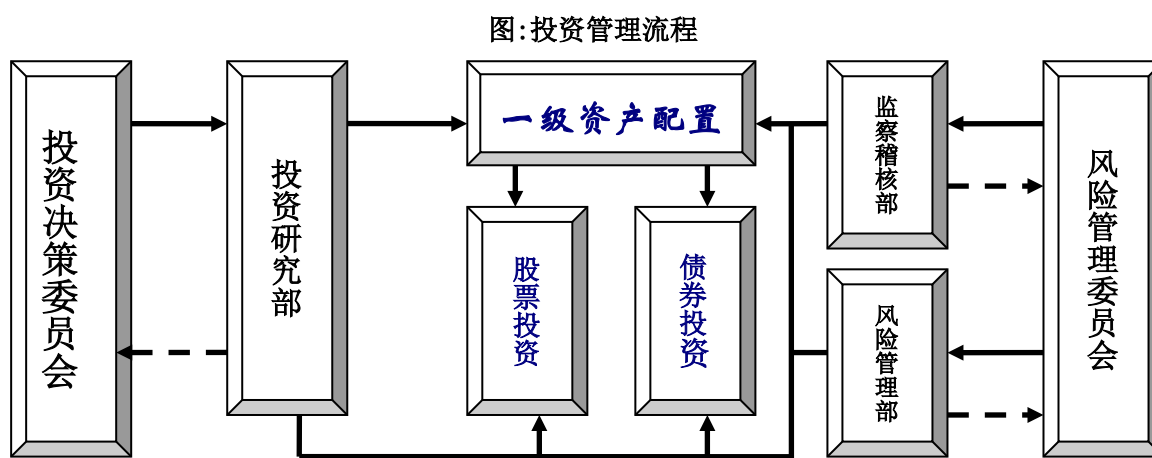 图:投资管理流程
投资决策委员会
投资研究部
一级资产配置
股票投资
债券投资
监察稽核部
风险管理部
风险管理委员会